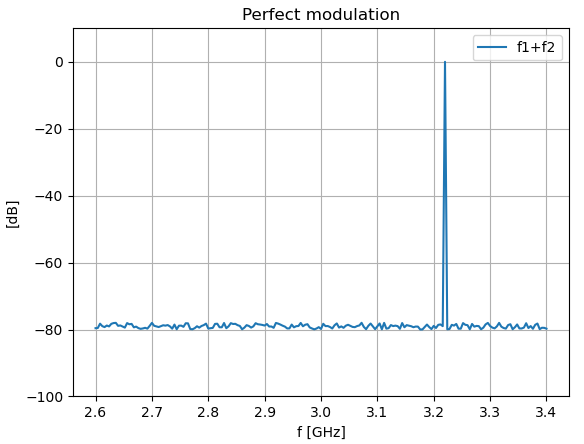 Perfect modulation
f1+f2
0
−20
−40
−60
−80
−100
[dB]
2.6 2.7 2.8 2.9 3.0 3.1 3.2 3.3 3.4
f [GHz]